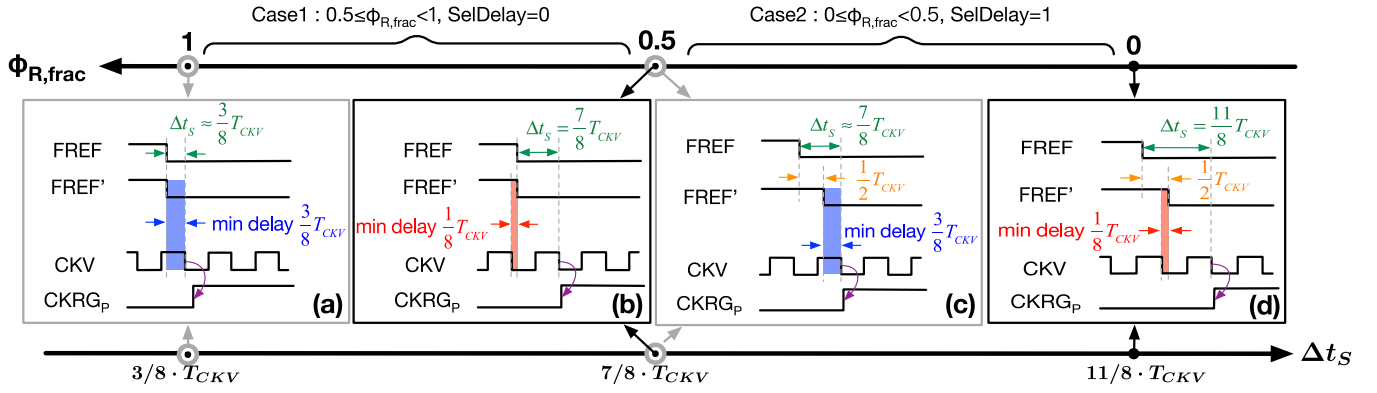 Case1 : 0.5≤ϕR,frac<1, SelDelay=0
Case2 : 0≤ϕR,frac<0.5, SelDelay=1
1
0.5
0
ΦR,frac
ΔtS ≈ 3/8 TCKV
FREF
FREF'
min delay 3/8 TCKV
CKV
CKRGP
(a)
ΔtS = 7/8 TCKV
FREF
FREF'
min delay 1/8 TCKV
CKV
CKRGP
(b)
ΔtS ≈ 7/8 TCKV
FREF
1/2 TCKV
FREF'
min delay 3/8 TCKV
CKV
CKRGP
(c)
ΔtS = 11/8 TCKV
FREF
1/2 TCKV
FREF'
min delay 1/8 TCKV
CKV
CKRGP
(d)
3/8 · TCKV
7/8 · TCKV
11/8 · TCKV
ΔtS